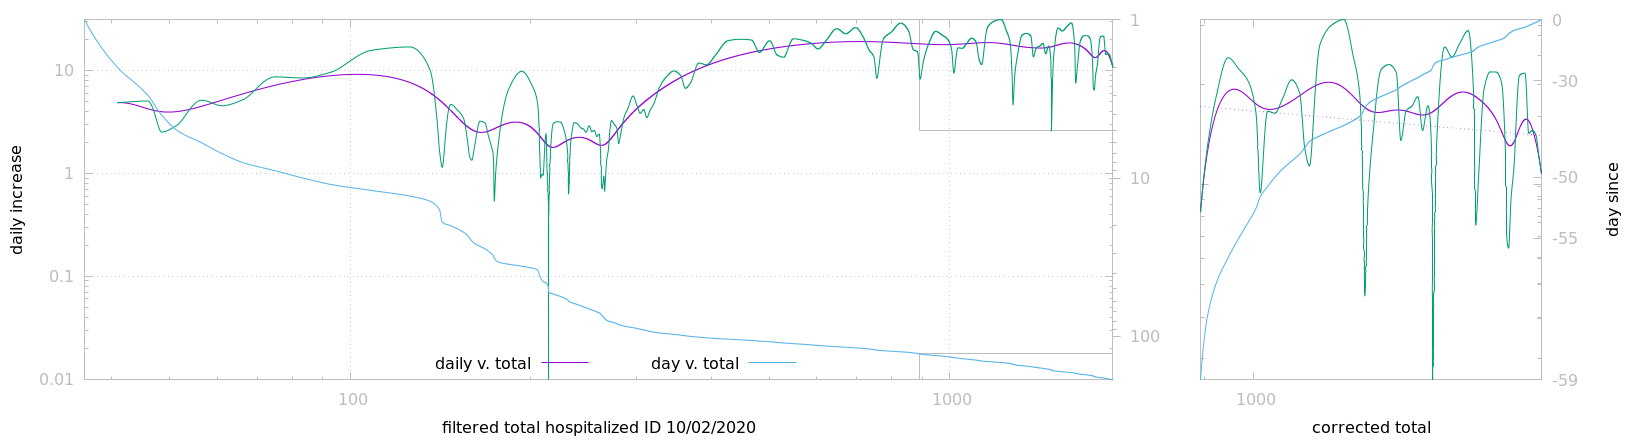 daily increase
10
1
0.1
0.01
100
1000
1
10
100
daily v. total
day v. total
filtered total hospitalized ID 10/02/2020
1000
corrected total
0
-30
-50
-55
-59
day since